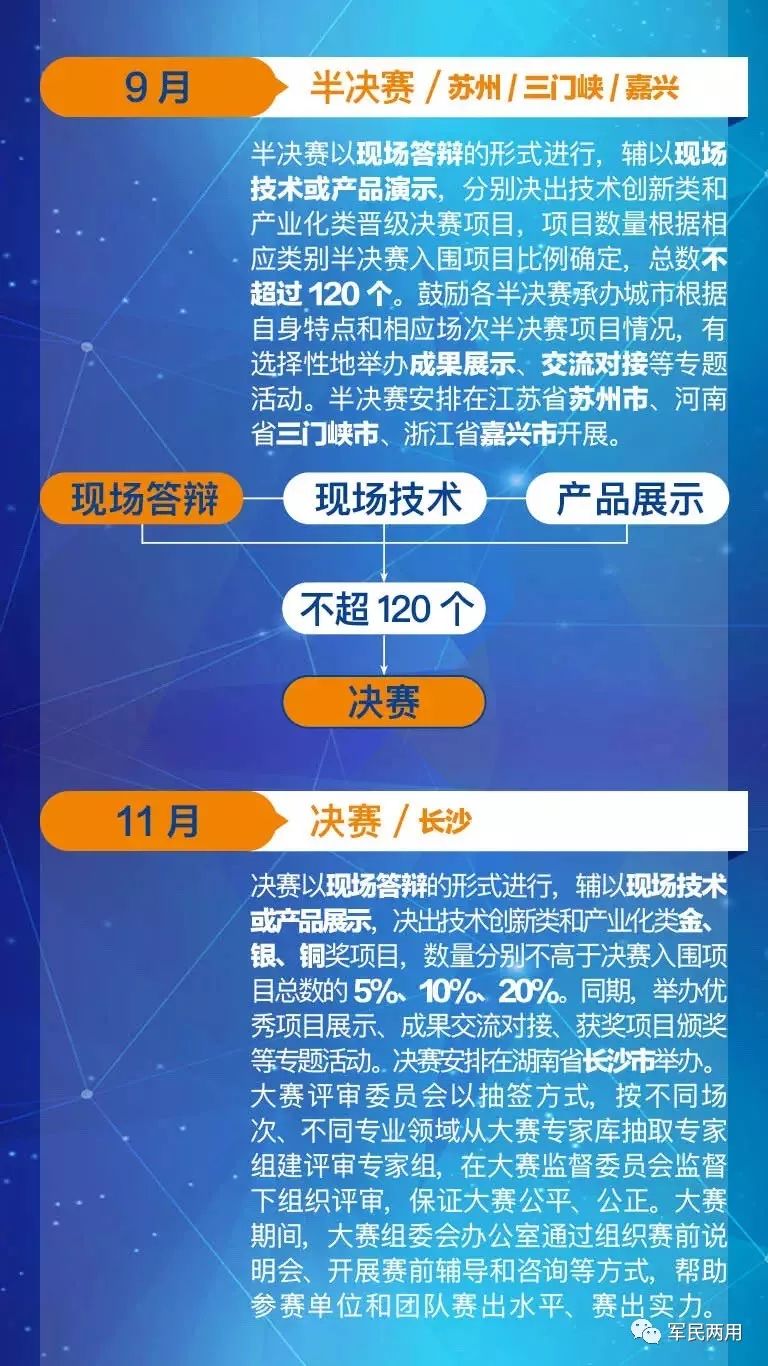 9月
半决赛 / 苏州 / 三门峡 / 嘉兴
半决赛以现场答辩的形式进行，辅以现场
技术或产品演示，分别决出技术创新类和
产业化类晋级决赛项目，项目数量根据相
应类别半决赛入围项目比例确定，总数不
超过 120 个。鼓励各半决赛承办城市根据
自身特点和相应场次半决赛项目情况，有
选择性地举办成果展示、交流对接等专题
活动。半决赛安排在江苏省苏州市、河南
省三门峡市、浙江省嘉兴市开展。
现场答辩 现场技术 产品展示
不超 120 个
决赛
11月
决赛 / 长沙
决赛以现场答辩的形式进行，辅以现场技术
或产品展示，决出技术创新类和产业化类金、
银、铜奖项目，数量分别不高于决赛入围项
目总数的 5%、10%、20%。同期，举办优
秀项目展示、成果交流对接、获奖项目颁奖
等专题活动。决赛安排在湖南省长沙市举办。
大赛评审委员会以抽签方式，按不同场
次、不同专业领域从大赛专家库抽取专家
组建评审专家组，在大赛监督委员会监督
下组织评审，保证大赛公平、公正。大赛
期间，大赛组委会办公室通过组织赛前说
明会、开展赛前辅导和咨询等方式，帮助
参赛单位和团队赛出水平、赛出实力。
军民两用